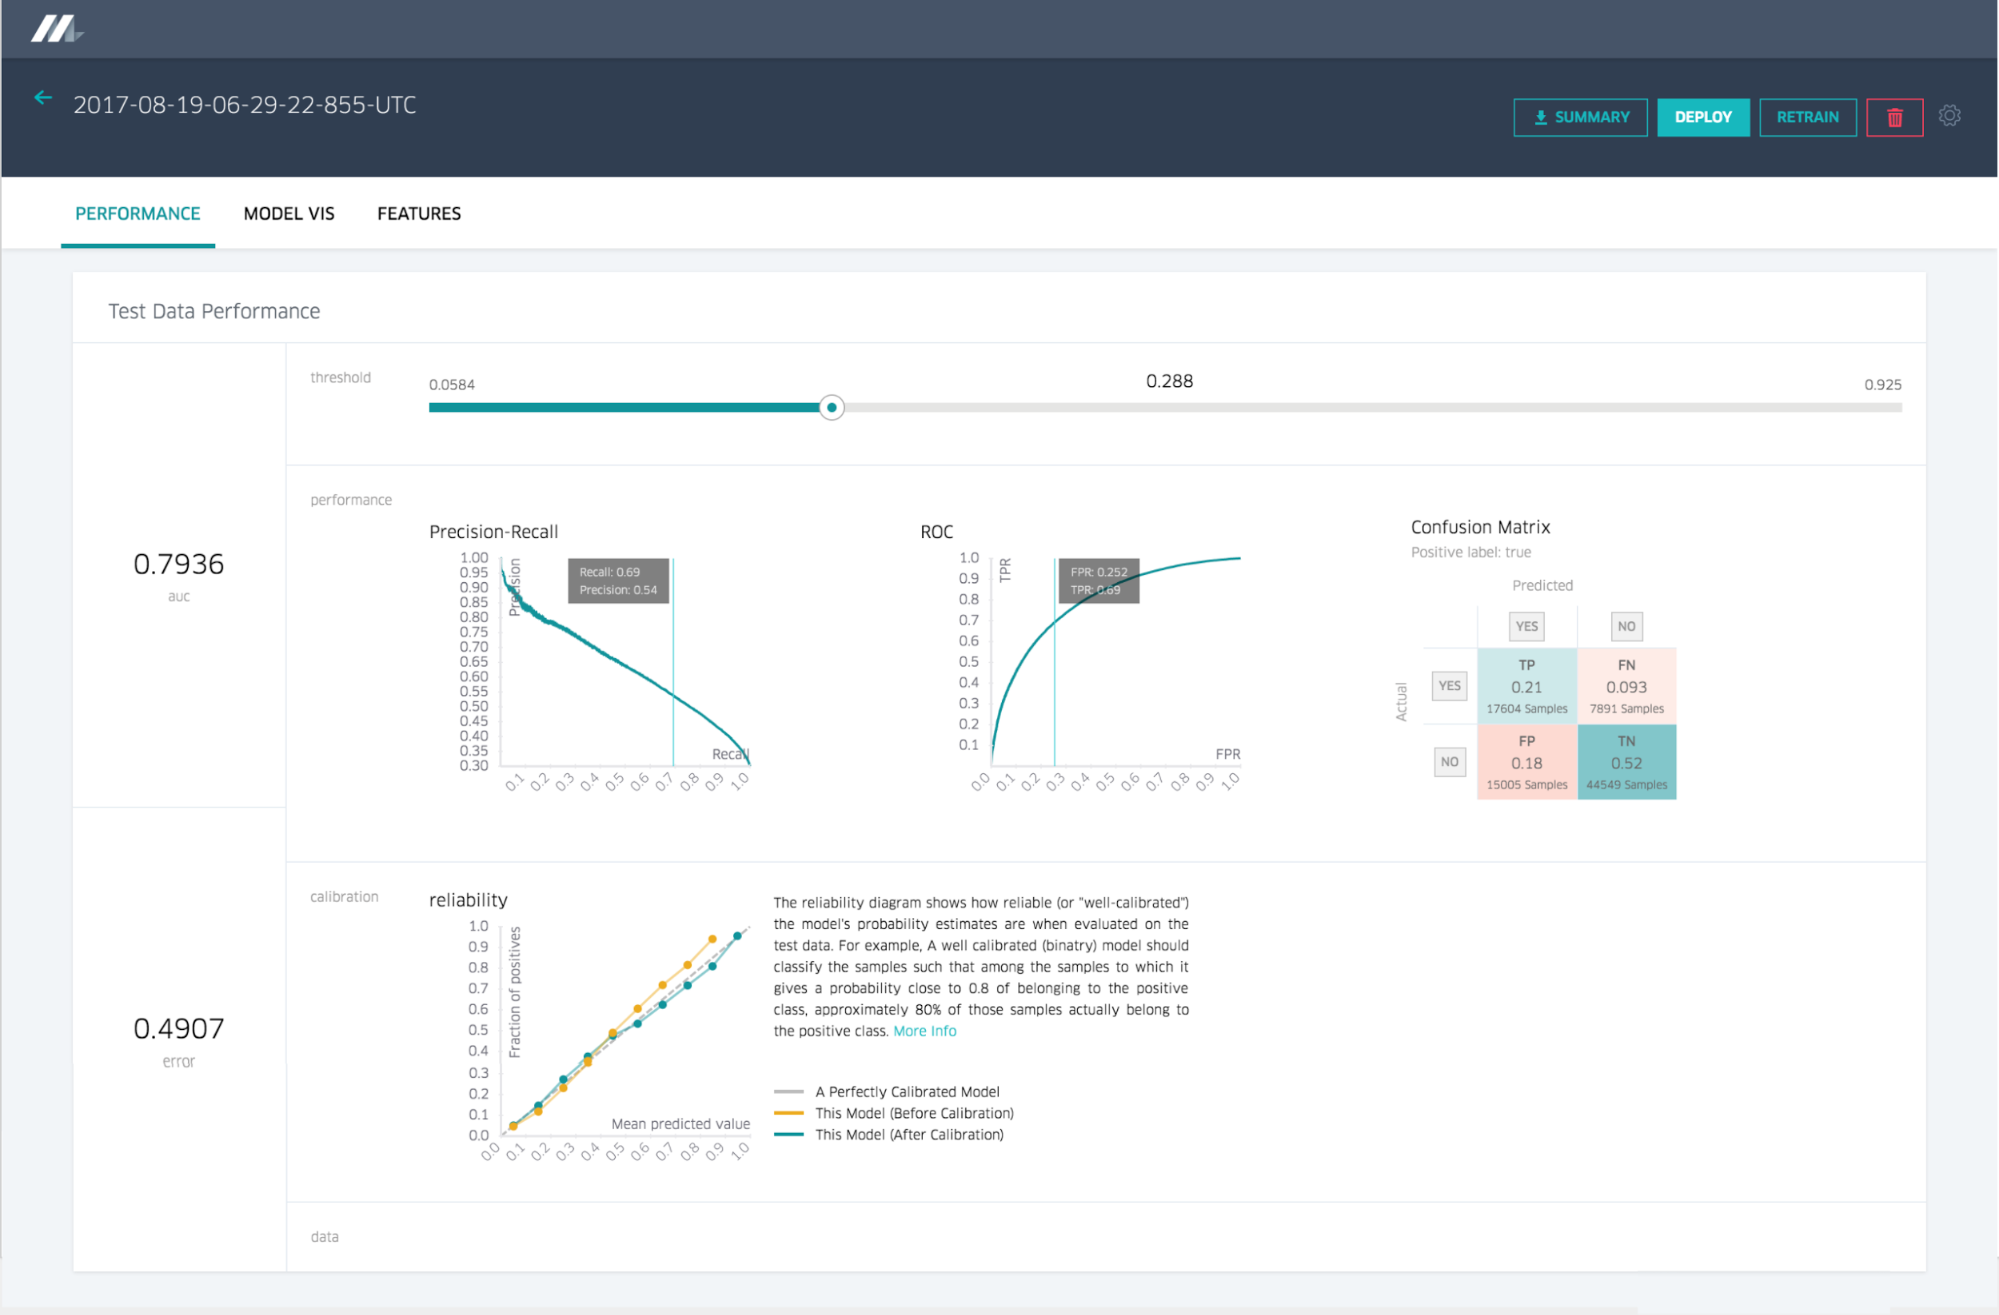 2017-08-19-06-29-22-855-UTC
SUMMARY
DEPLOY
RETRAIN
PERFORMANCE
MODEL VIS
FEATURES
Test Data Performance
0.7936
auc
0.4907
error
threshold
0.0584
0.288
0.925
performance
Precision-Recall
1.00
0.95
0.90
0.85
0.80
0.75
0.70
0.65
0.60
0.55
0.50
0.45
0.40
0.35
0.30
Precision
Recall: 0.69
Precision: 0.54
Recall
0.1 0.2 0.3 0.4 0.5 0.6 0.7 0.8 0.9 1.0
ROC
1.0
0.9
0.8
0.7
0.6
0.5
0.4
0.3
0.2
0.1
TPR
FPR: 0.252
TPR: 0.69
FPR
0.0 0.1 0.2 0.3 0.4 0.5 0.6 0.7 0.8 0.9 1.0
Confusion Matrix
Positive label: true
Predicted
YES
NO
Actual
YES
TP
0.21
17604 Samples
FN
0.093
7891 Samples
NO
FP
0.18
15005 Samples
TN
0.52
44549 Samples
calibration
reliability
1.0
0.9
0.8
0.7
0.6
0.5
0.4
0.3
0.2
0.1
0.0
Fraction of positives
Mean predicted value
0.0 0.1 0.2 0.3 0.4 0.5 0.6 0.7 0.8 0.9 1.0
The reliability diagram shows how reliable (or "well-calibrated")
the model's probability estimates are when evaluated on the
test data. For example, A well calibrated (binatry) model should
classify the samples such that among the samples to which it
gives a probability close to 0.8 of belonging to the positive
class, approximately 80% of those samples actually belong to
the positive class. More Info
A Perfectly Calibrated Model
This Model (Before Calibration)
This Model (After Calibration)
data